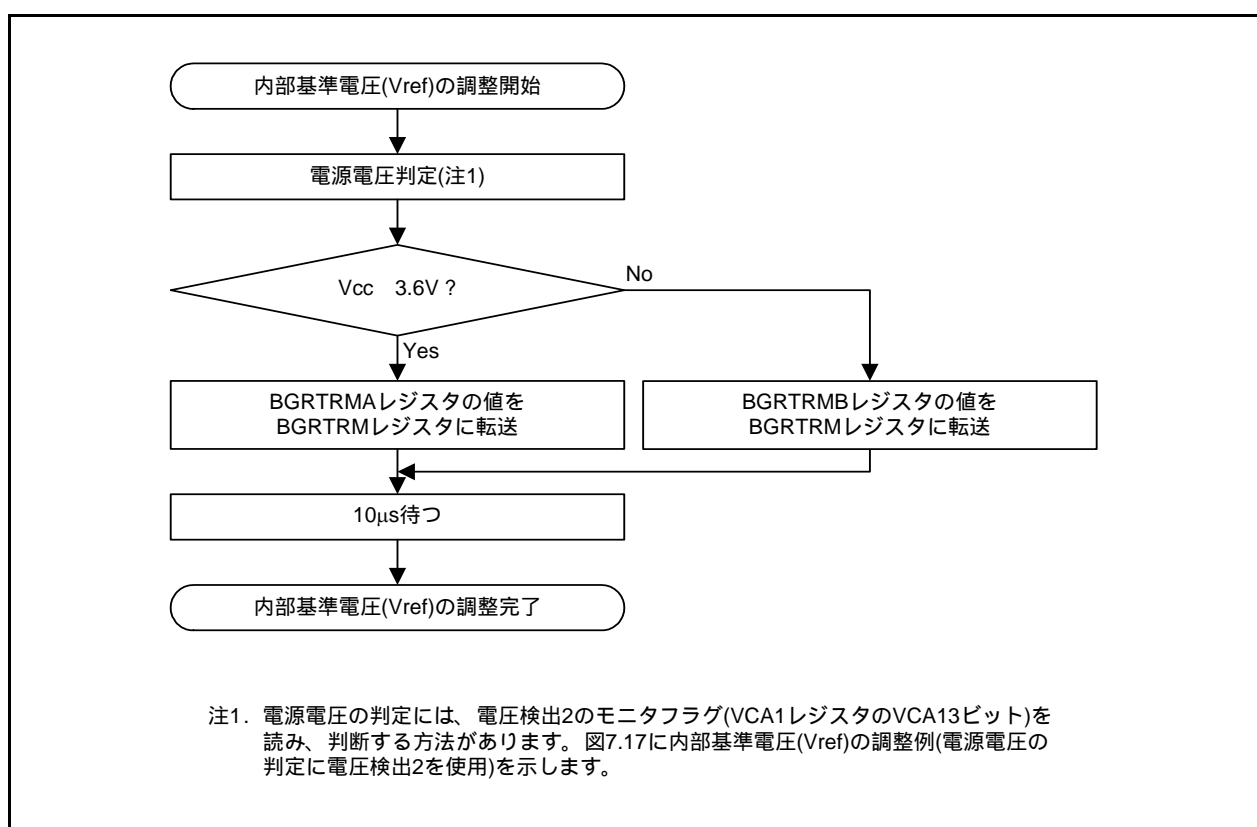 内部基準電圧(Vref)の調整開始
電源電圧判定(注1)
Vcc 3.6V ?
No
Yes
BGRTRMAレジスタの値を
BGRTRMレジスタに転送
BGRTRMBレジスタの値を
BGRTRMレジスタに転送
10μs待つ
内部基準電圧(Vref)の調整完了
注1. 電源電圧の判定には、電圧検出2のモニタフラグ(VCA1レジスタのVCA13ビット)を
読み、判断する方法があります。図7.17に内部基準電圧(Vref)の調整例(電源電圧の
判定に電圧検出2を使用)を示します。